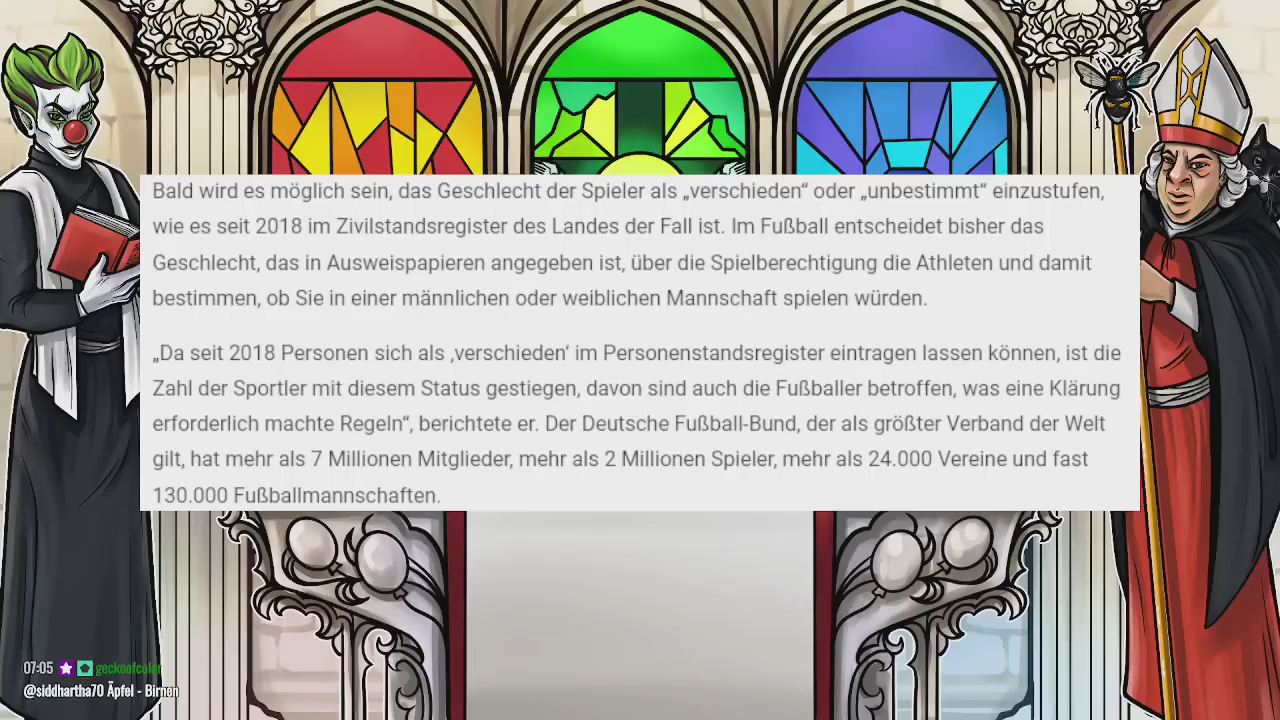 Bald wird es möglich sein, das Geschlecht der Spieler als „verschieden“ oder „unbestimmt“ einzustufen,
wie es seit 2018 im Zivilstandsregister des Landes der Fall ist. Im Fußball entscheidet bisher das
Geschlecht, das in Ausweispapieren angegeben ist, über die Spielberechtigung die Athleten und damit
bestimmen, ob Sie in einer männlichen oder weiblichen Mannschaft spielen würden.
„Da seit 2018 Personen sich als ‚verschieden‘ im Personenstandsregister eintragen lassen können, ist die
Zahl der Sportler mit diesem Status gestiegen, davon sind auch die Fußballer betroffen, was eine Klärung
erforderlich machte Regeln“, berichtete er. Der Deutsche Fußball-Bund, der als größter Verband der Welt
gilt, hat mehr als 7 Millionen Mitglieder, mehr als 2 Millionen Spieler, mehr als 24.000 Vereine und fast
130.000 Fußballmannschaften.
07:05 geckoofcolor
@siddhartha70 Äpfel - Birnen